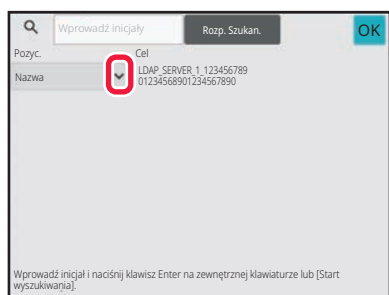 Wprowadź inicjały
Rozp. Szukan.
OK
Pozyc.
Cel
Nazwa
LDAP_SERVER_1_123456789
01234568901234567890
Wprowadź inicjał i naciśnij klawisz Enter na zewnętrznej klawiaturze lub [Start
wyszukiwania].